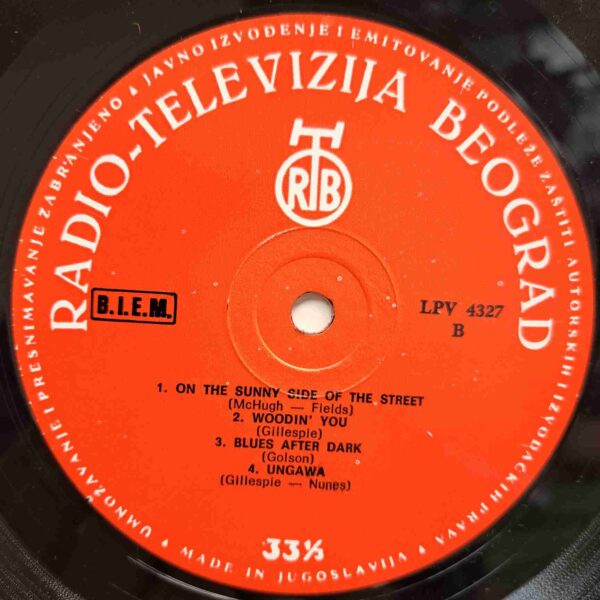 UMNOŽAVANJE I PRESNIMAVANJE ZABRANJENO ♦ JAVNO IZVOĐENJE I EMITOVANJE PODLEŽE ZAŠTITI AUTORSKIH I IZVOĐAČKIH PRAVA ♦
RADIO-TELEVIZIJA BEOGRAD
RTB
B.I.E.M.
LPV 4327
B
1. ON THE SUNNY SIDE OF THE STREET
(McHugh — Fields)
2. WOODIN' YOU
(Gillespie)
3. BLUES AFTER DARK
(Golson)
4. UNGAWA
(Gillespie — Nunes)
33⅓
MADE IN JUGOSLAVIJA ♦